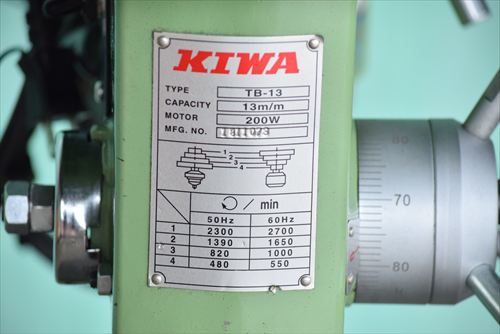 KIWA
TYPE TB-13
CAPACITY 13m/m
MOTOR 200W
MFG. NO. 1811073
1
2
3
4
/ min
50Hz 60Hz
1 2300 2700
2 1390 1650
3 820 1000
4 480 550
70
80